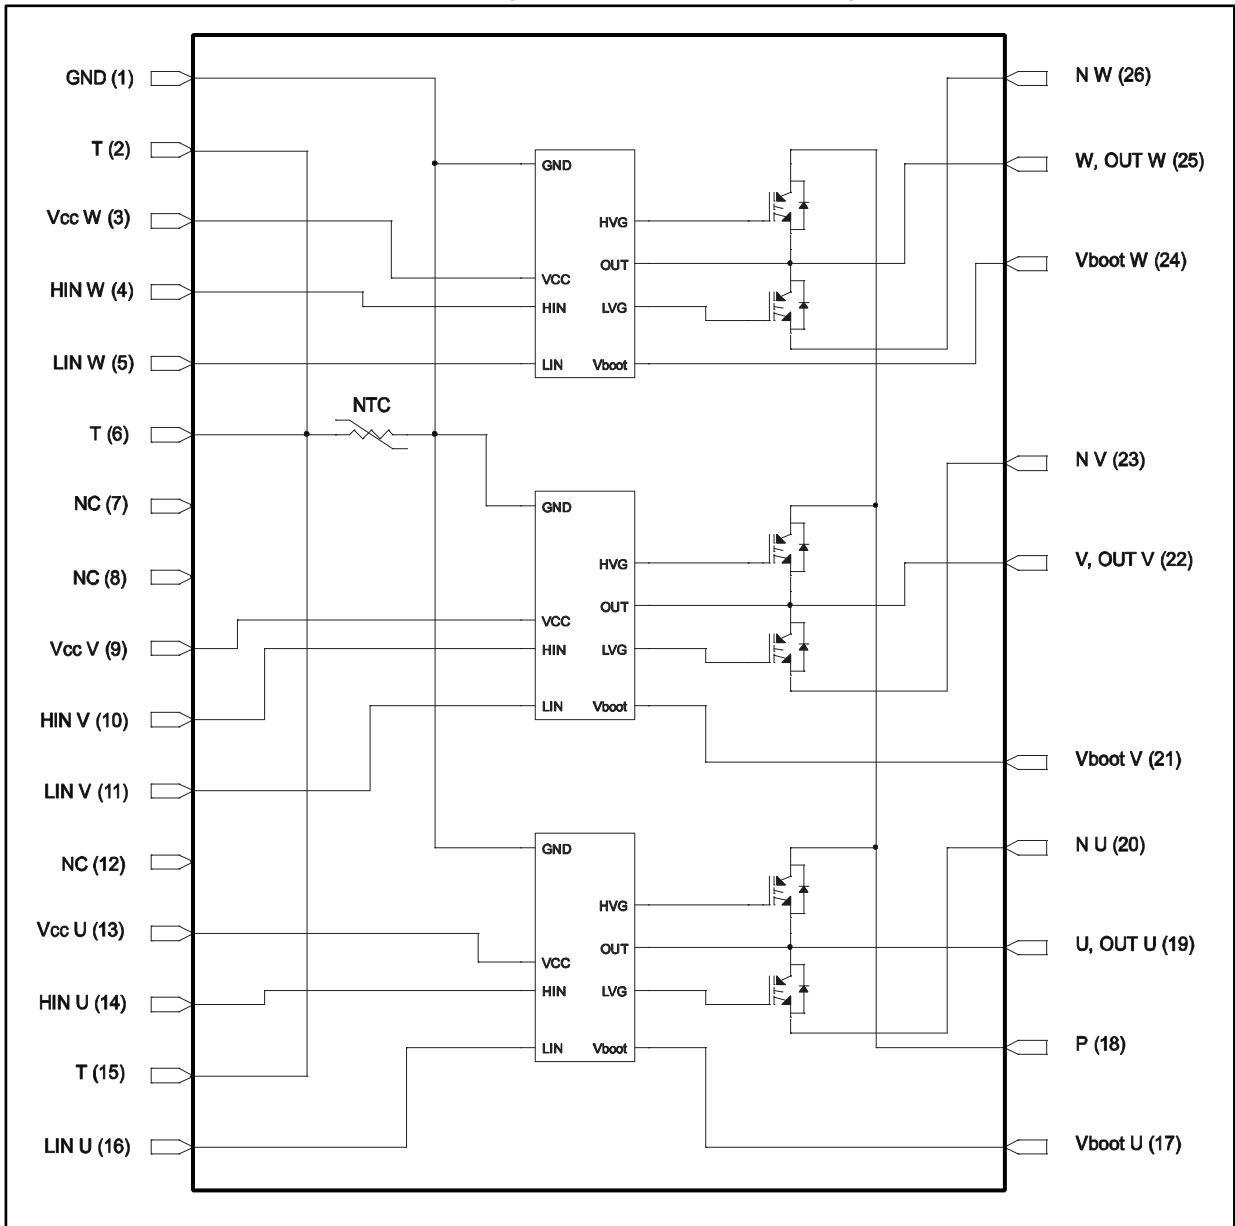 GND (1)
T (2)
Vcc W (3)
HIN W (4)
LIN W (5)
T (6)
NC (7)
NC (8)
Vcc V (9)
HIN V (10)
LIN V (11)
NC (12)
Vcc U (13)
HIN U (14)
T (15)
LIN U (16)
NTC
GND
HVG
OUT
VCC
HIN
LVG
LIN
Vboot
GND
HVG
OUT
VCC
HIN
LVG
LIN
Vboot
GND
HVG
OUT
VCC
HIN
LVG
LIN
Vboot
N W (26)
W, OUT W (25)
Vboot W (24)
N V (23)
V, OUT V (22)
Vboot V (21)
N U (20)
U, OUT U (19)
P (18)
Vboot U (17)